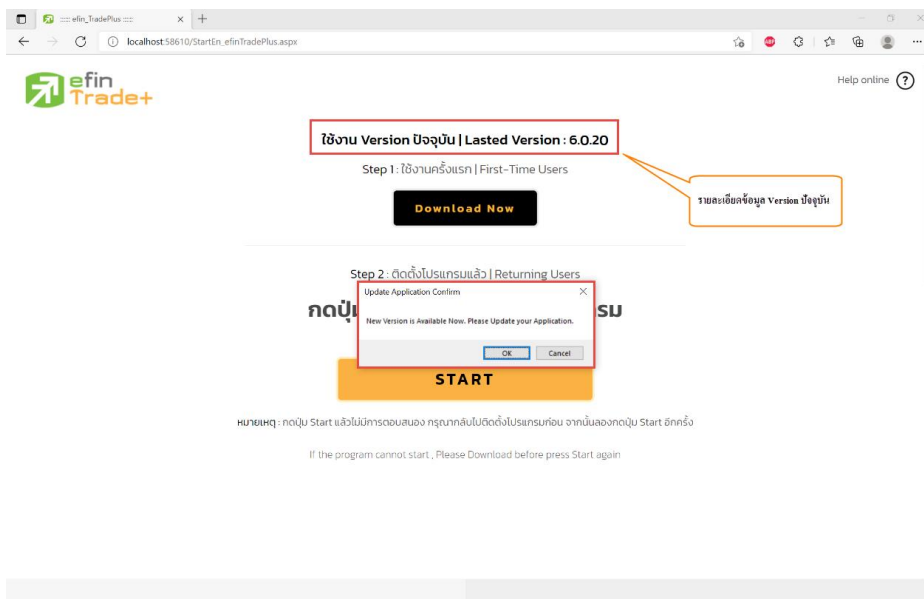 :::: efin_TradePlus ::::
localhost:58610/StartEn_efinTradePlus.aspx
efin
Trade+
Help online ?
ใช้งาน Version ปัจจุบัน | Lasted Version : 6.0.20
Step 1 : ใช้งานครั้งแรก | First-Time Users
Download Now
รายละเอียดข้อมูล Version ปัจจุบัน
Step 2 : ติดตั้งโปรแกรมแล้ว | Returning Users
Update Application Confirm
กดปุ่ม
New Version is Available Now. Please Update your Application.
OK Cancel
START
หมายเหตุ : กดปุ่ม Start แล้วไม่มีการตอบสนอง กรุณากลับไปติดตั้งโปรแกรมก่อน จากนั้นลองกดปุ่ม Start อีกครั้ง
If the program cannot start , Please Download before press Start again